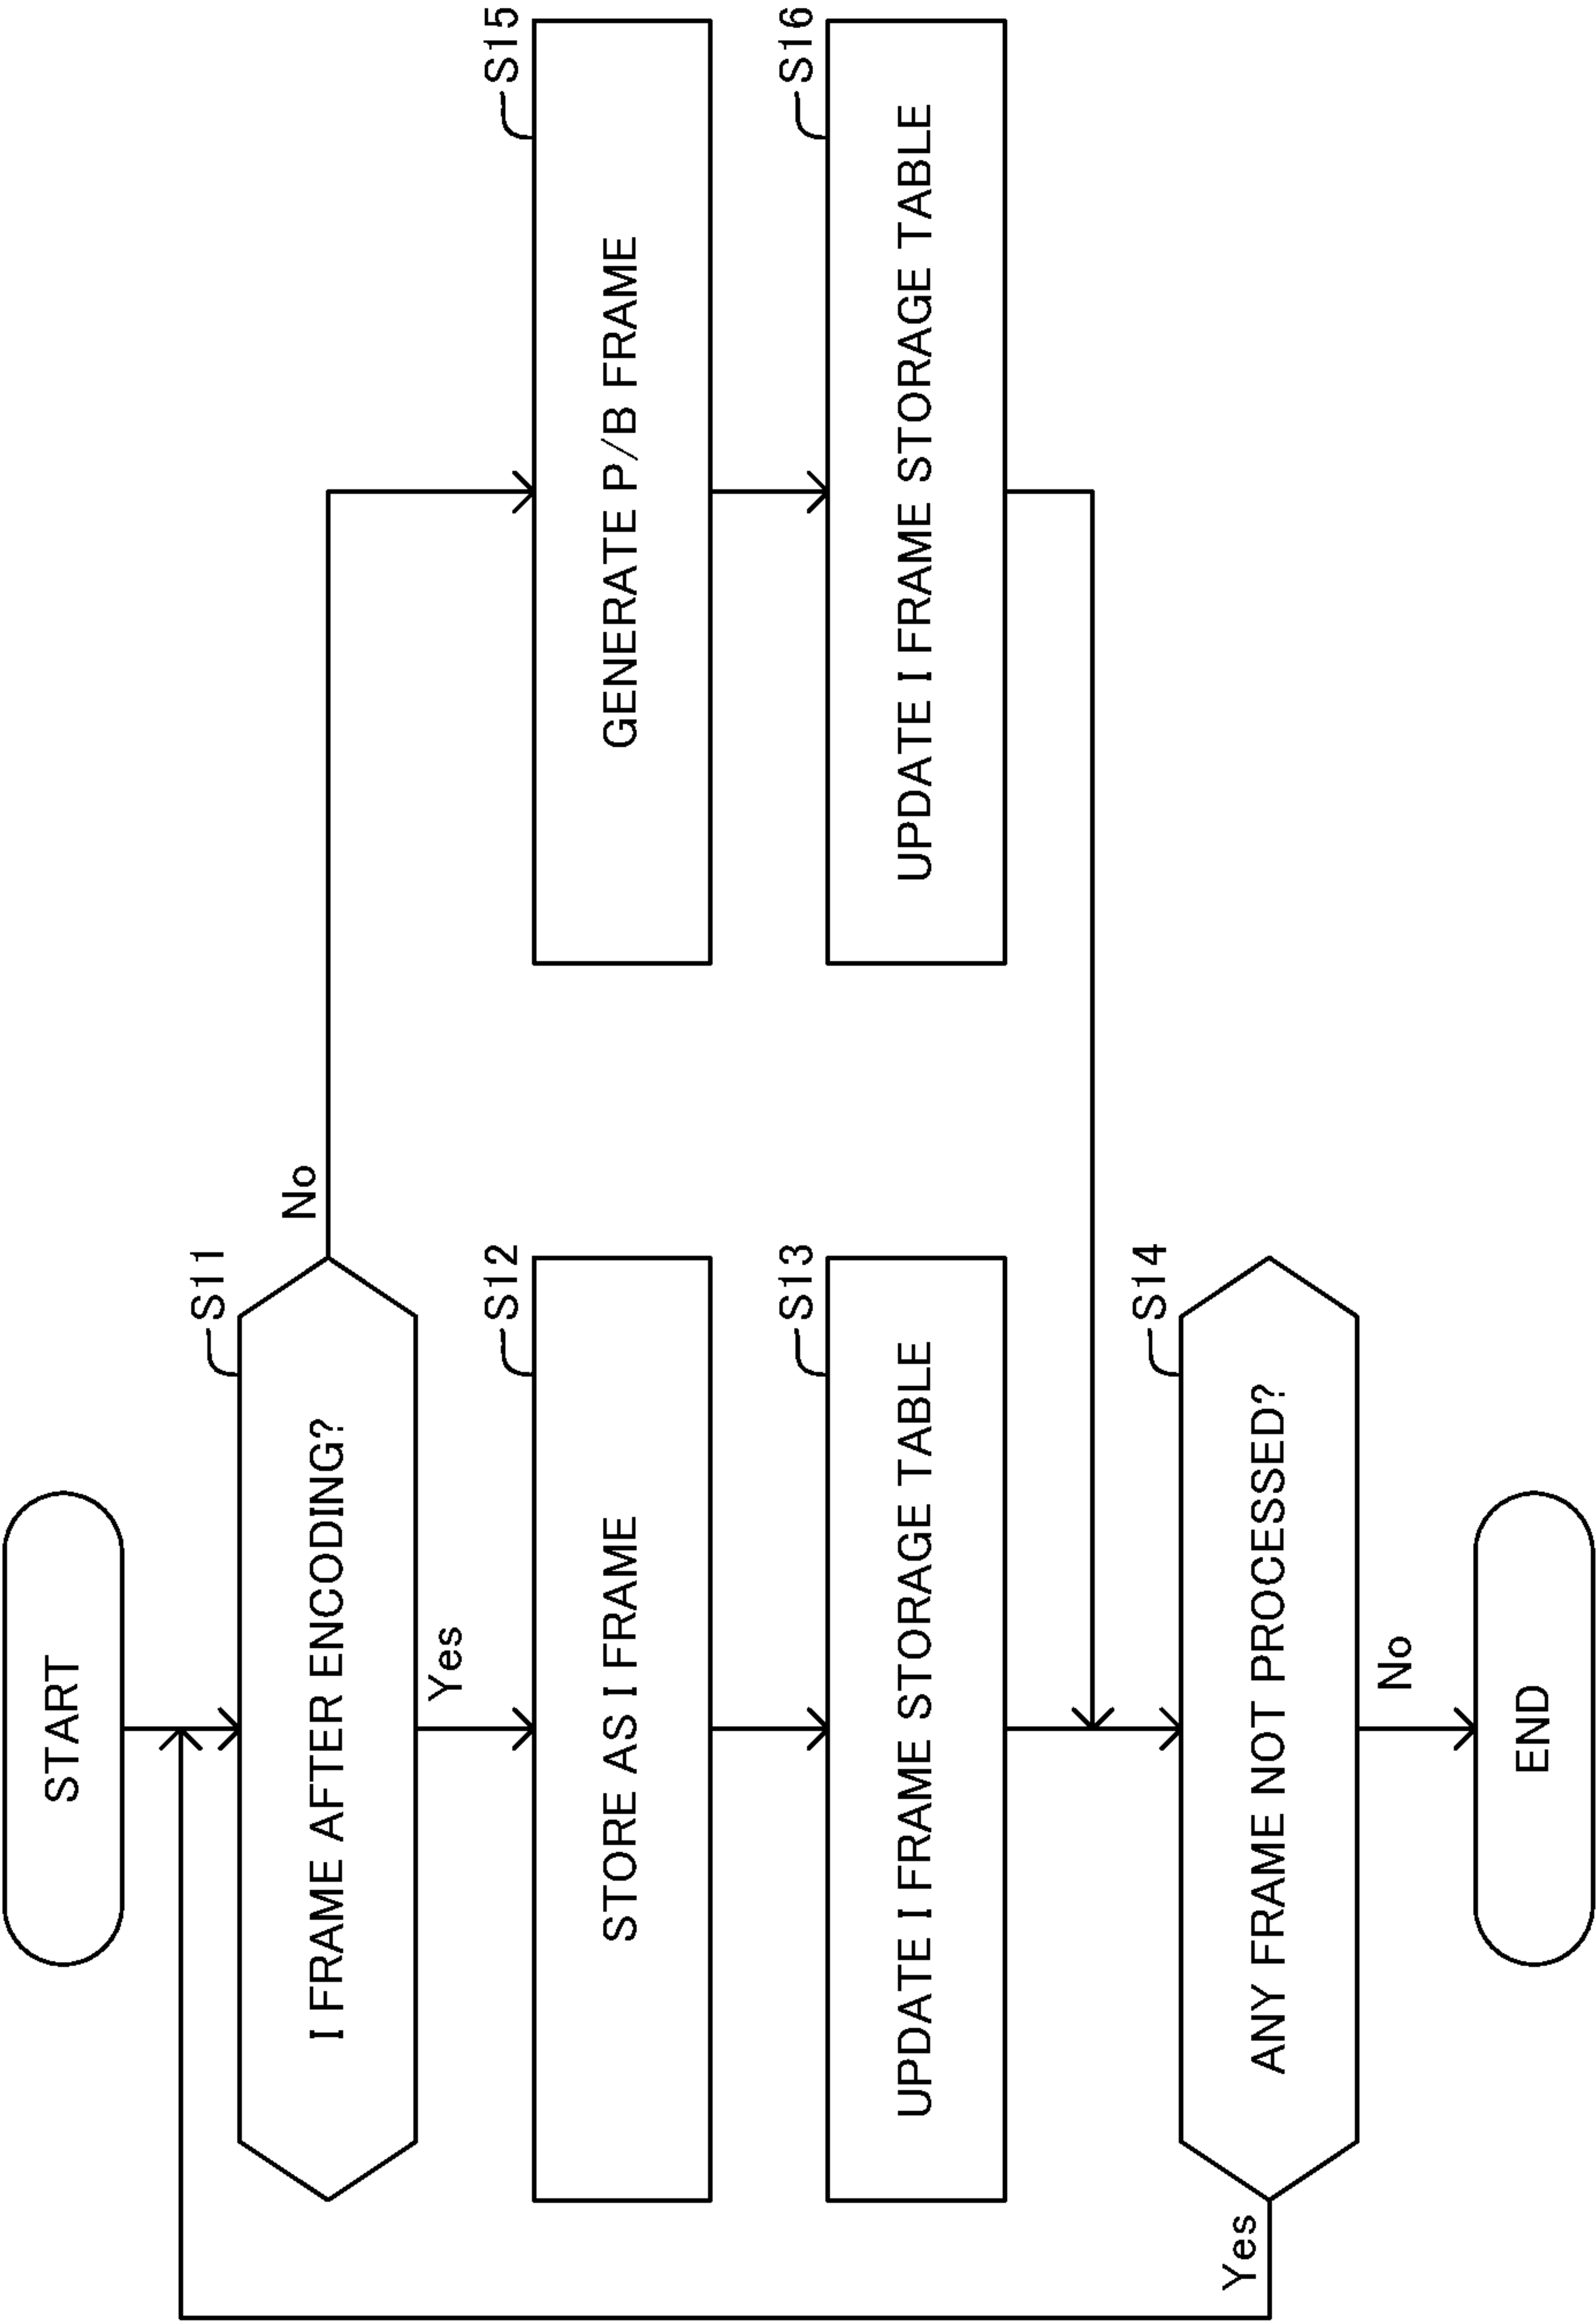 START
S11
I FRAME AFTER ENCODING?
No
Yes
S12
STORE AS I FRAME
S15
GENERATE P/B FRAME
S13
UPDATE I FRAME STORAGE TABLE
S16
UPDATE I FRAME STORAGE TABLE
S14
ANY FRAME NOT PROCESSED?
Yes
No
END